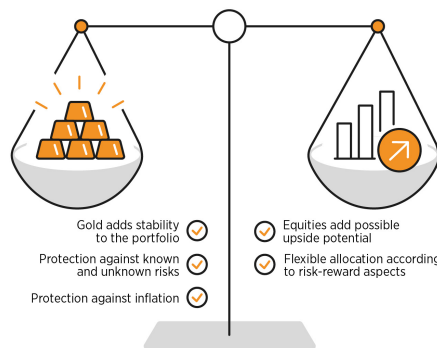 Gold adds stability
to the portfolio
Protection against known
and unknown risks
Protection against inflation
Equities add possible
upside potential
Flexible allocation according
to risk-reward aspects